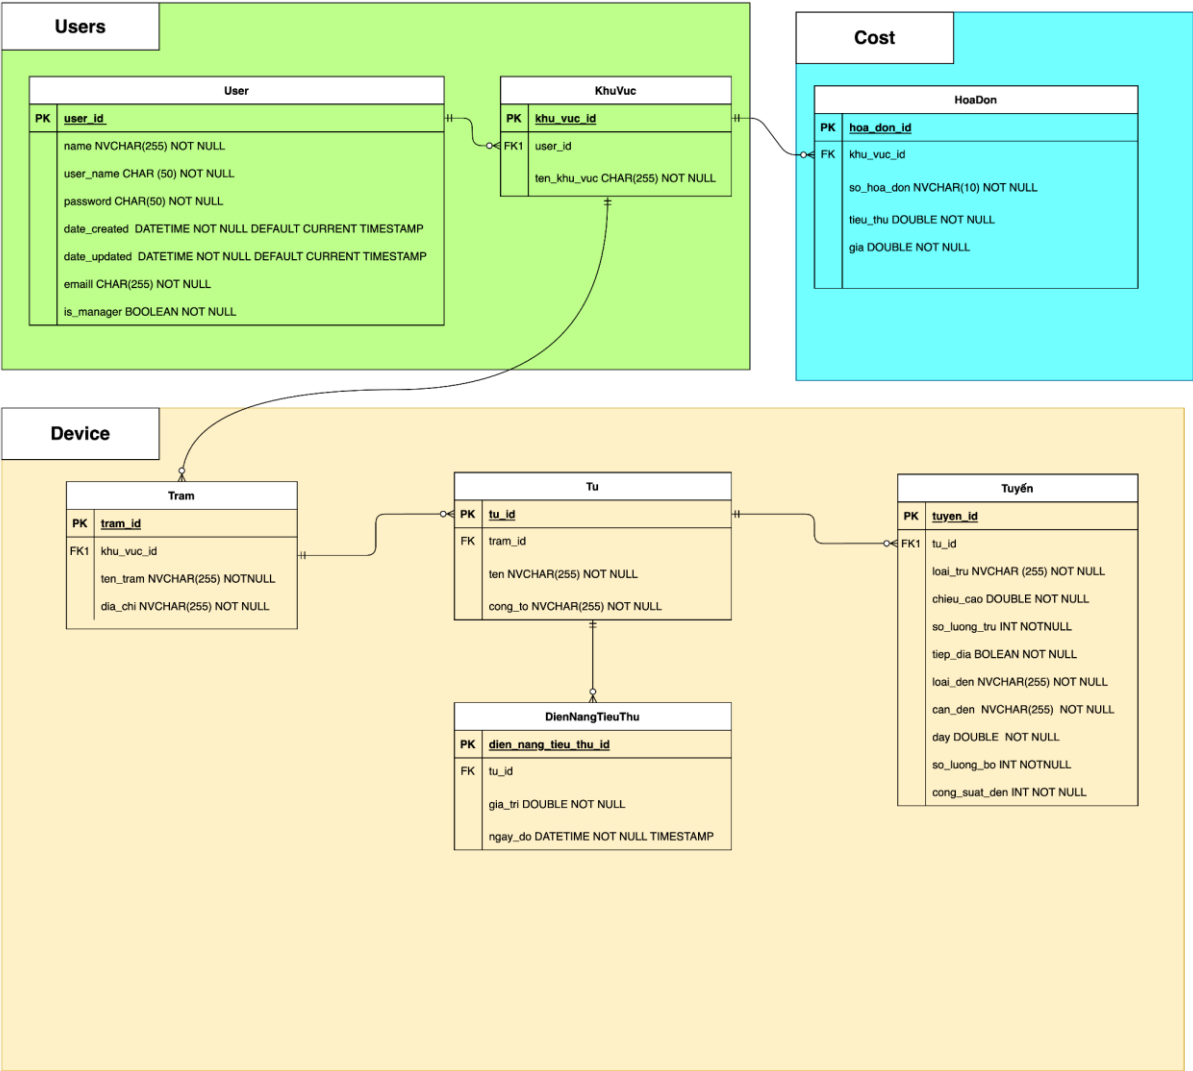 Users
User
PK user_id
name NVCHAR(255) NOT NULL
user_name CHAR (50) NOT NULL
password CHAR(50) NOT NULL
date_created DATETIME NOT NULL DEFAULT CURRENT TIMESTAMP
date_updated DATETIME NOT NULL DEFAULT CURRENT TIMESTAMP
emaill CHAR(255) NOT NULL
is_manager BOOLEAN NOT NULL
KhuVuc
PK khu_vuc_id
FK1 user_id
ten_khu_vuc CHAR(255) NOT NULL
Cost
HoaDon
PK hoa_don_id
FK khu_vuc_id
so_hoa_don NVCHAR(10) NOT NULL
tieu_thu DOUBLE NOT NULL
gia DOUBLE NOT NULL
Device
Tram
PK tram_id
FK1 khu_vuc_id
ten_tram NVCHAR(255) NOTNULL
dia_chi NVCHAR(255) NOT NULL
Tu
PK tu_id
FK tram_id
ten NVCHAR(255) NOT NULL
cong_to NVCHAR(255) NOT NULL
DienNangTieuThu
PK dien_nang_tieu_thu_id
FK tu_id
gia_tri DOUBLE NOT NULL
ngay_do DATETIME NOT NULL TIMESTAMP
Tuyến
PK tuyen_id
FK1 tu_id
loai_tru NVCHAR (255) NOT NULL
chieu_cao DOUBLE NOT NULL
so_luong_tru INT NOTNULL
tiep_dia BOLEAN NOT NULL
loai_den NVCHAR(255) NOT NULL
can_den NVCHAR(255) NOT NULL
day DOUBLE NOT NULL
so_luong_bo INT NOTNULL
cong_suat_den INT NOT NULL